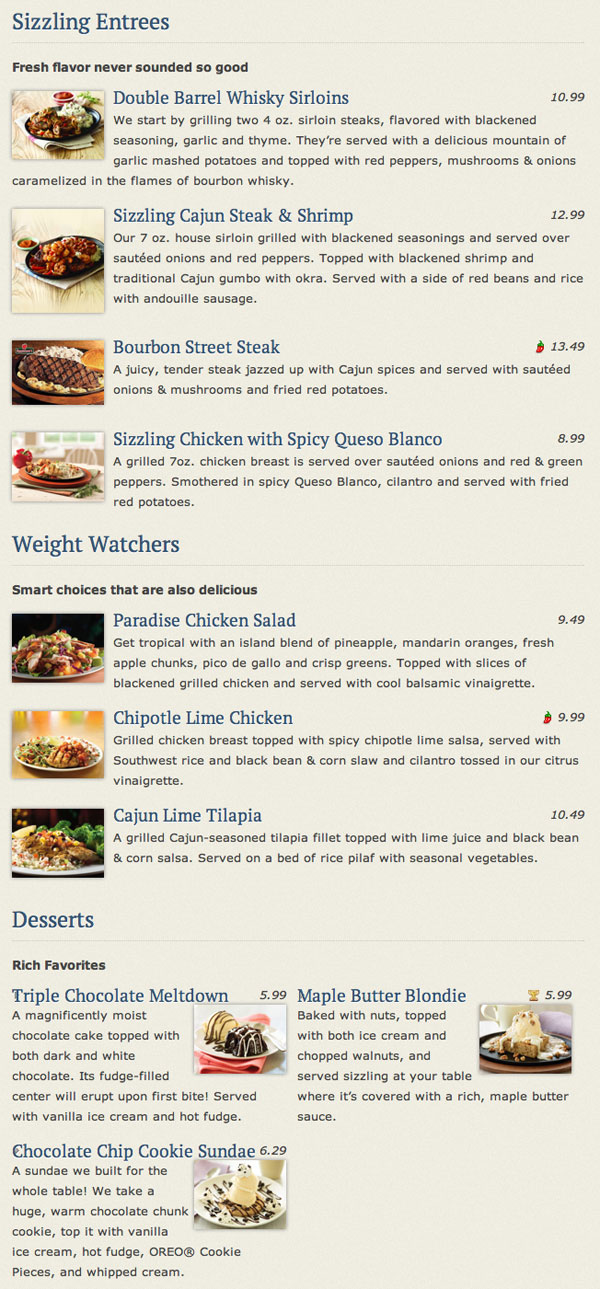 Sizzling Entrees
Fresh flavor never sounded so good
Double Barrel Whisky Sirloins 10.99
We start by grilling two 4 oz. sirloin steaks, flavored with blackened
seasoning, garlic and thyme. They're served with a delicious mountain of
garlic mashed potatoes and topped with red peppers, mushrooms & onions
caramelized in the flames of bourbon whisky.
Sizzling Cajun Steak & Shrimp 12.99
Our 7 oz. house sirloin grilled with blackened seasonings and served over
sautéed onions and red peppers. Topped with blackened shrimp and
traditional Cajun gumbo with okra. Served with a side of red beans and rice
with andouille sausage.
Bourbon Street Steak 13.49
A juicy, tender steak jazzed up with Cajun spices and served with sautéed
onions & mushrooms and fried red potatoes.
Sizzling Chicken with Spicy Queso Blanco 8.99
A grilled 7oz. chicken breast is served over sautéed onions and red & green
peppers. Smothered in spicy Queso Blanco, cilantro and served with fried
red potatoes.
Weight Watchers
Smart choices that are also delicious
Paradise Chicken Salad 9.49
Get tropical with an island blend of pineapple, mandarin oranges, fresh
apple chunks, pico de gallo and crisp greens. Topped with slices of
blackened grilled chicken and served with cool balsamic vinaigrette.
Chipotle Lime Chicken 9.99
Grilled chicken breast topped with spicy chipotle lime salsa, served with
Southwest rice and black bean & corn slaw and cilantro tossed in our citrus
vinaigrette.
Cajun Lime Tilapia 10.49
A grilled Cajun-seasoned tilapia fillet topped with lime juice and black bean
& corn salsa. Served on a bed of rice pilaf with seasonal vegetables.
Desserts
Rich Favorites
Triple Chocolate Meltdown 5.99
A magnificently moist
chocolate cake topped with
both dark and white
chocolate. Its fudge-filled
center will erupt upon first bite! Served
with vanilla ice cream and hot fudge.
Maple Butter Blondie 5.99
Baked with nuts, topped
with both ice cream and
chopped walnuts, and
served sizzling at your table
where it's covered with a rich, maple butter
sauce.
Chocolate Chip Cookie Sundae 6.29
A sundae we built for the
whole table! We take a
huge, warm chocolate chunk
cookie, top it with vanilla
ice cream, hot fudge, OREO® Cookie
Pieces, and whipped cream.